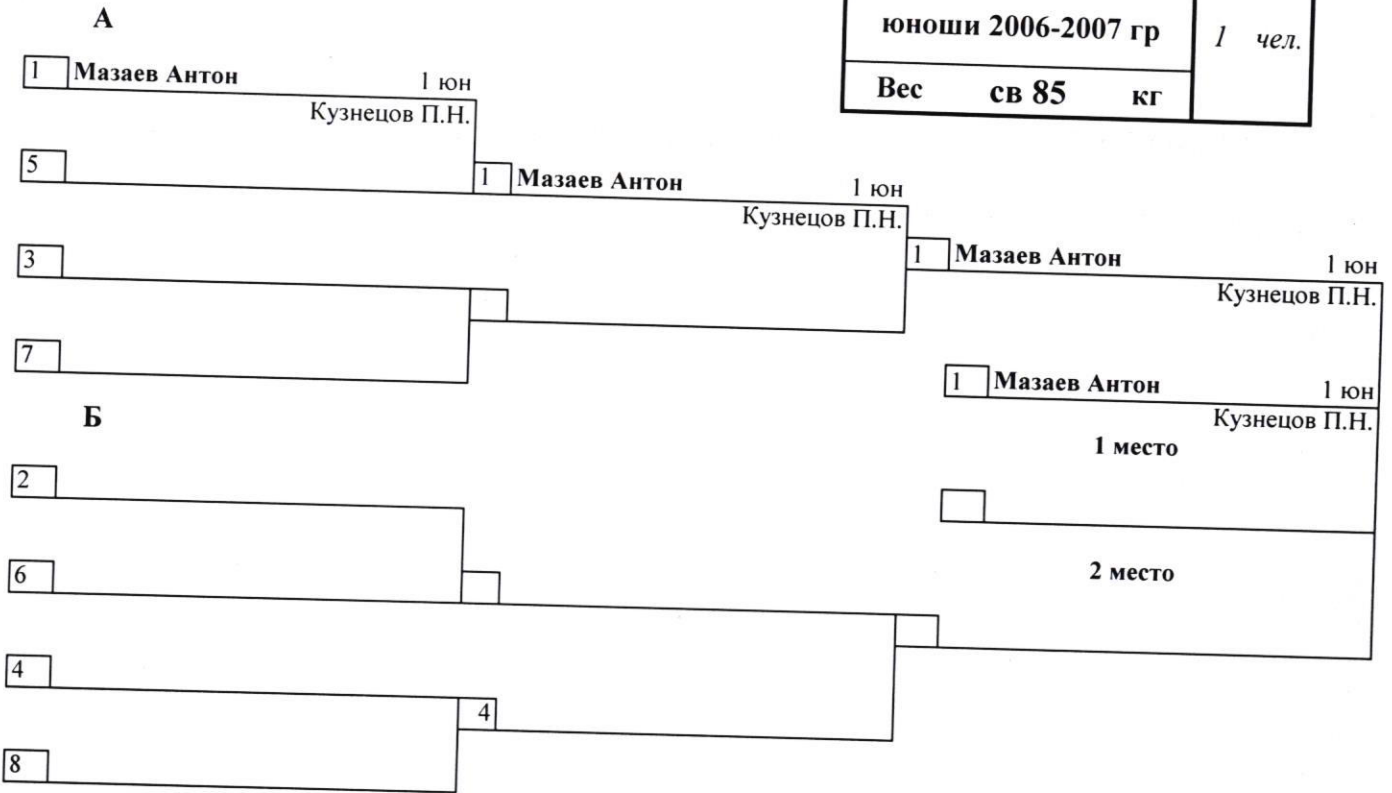 А
юноши 2006-2007 гр
1 чел.
Вес св 85 кг
1 Мазаев Антон 1 юн
Кузнецов П.Н.
5
1 Мазаев Антон 1 юн
Кузнецов П.Н.
3
1 Мазаев Антон 1 юн
Кузнецов П.Н.
7
1 Мазаев Антон 1 юн
Кузнецов П.Н.
1 место
Б
2
6
2 место
4
4
8